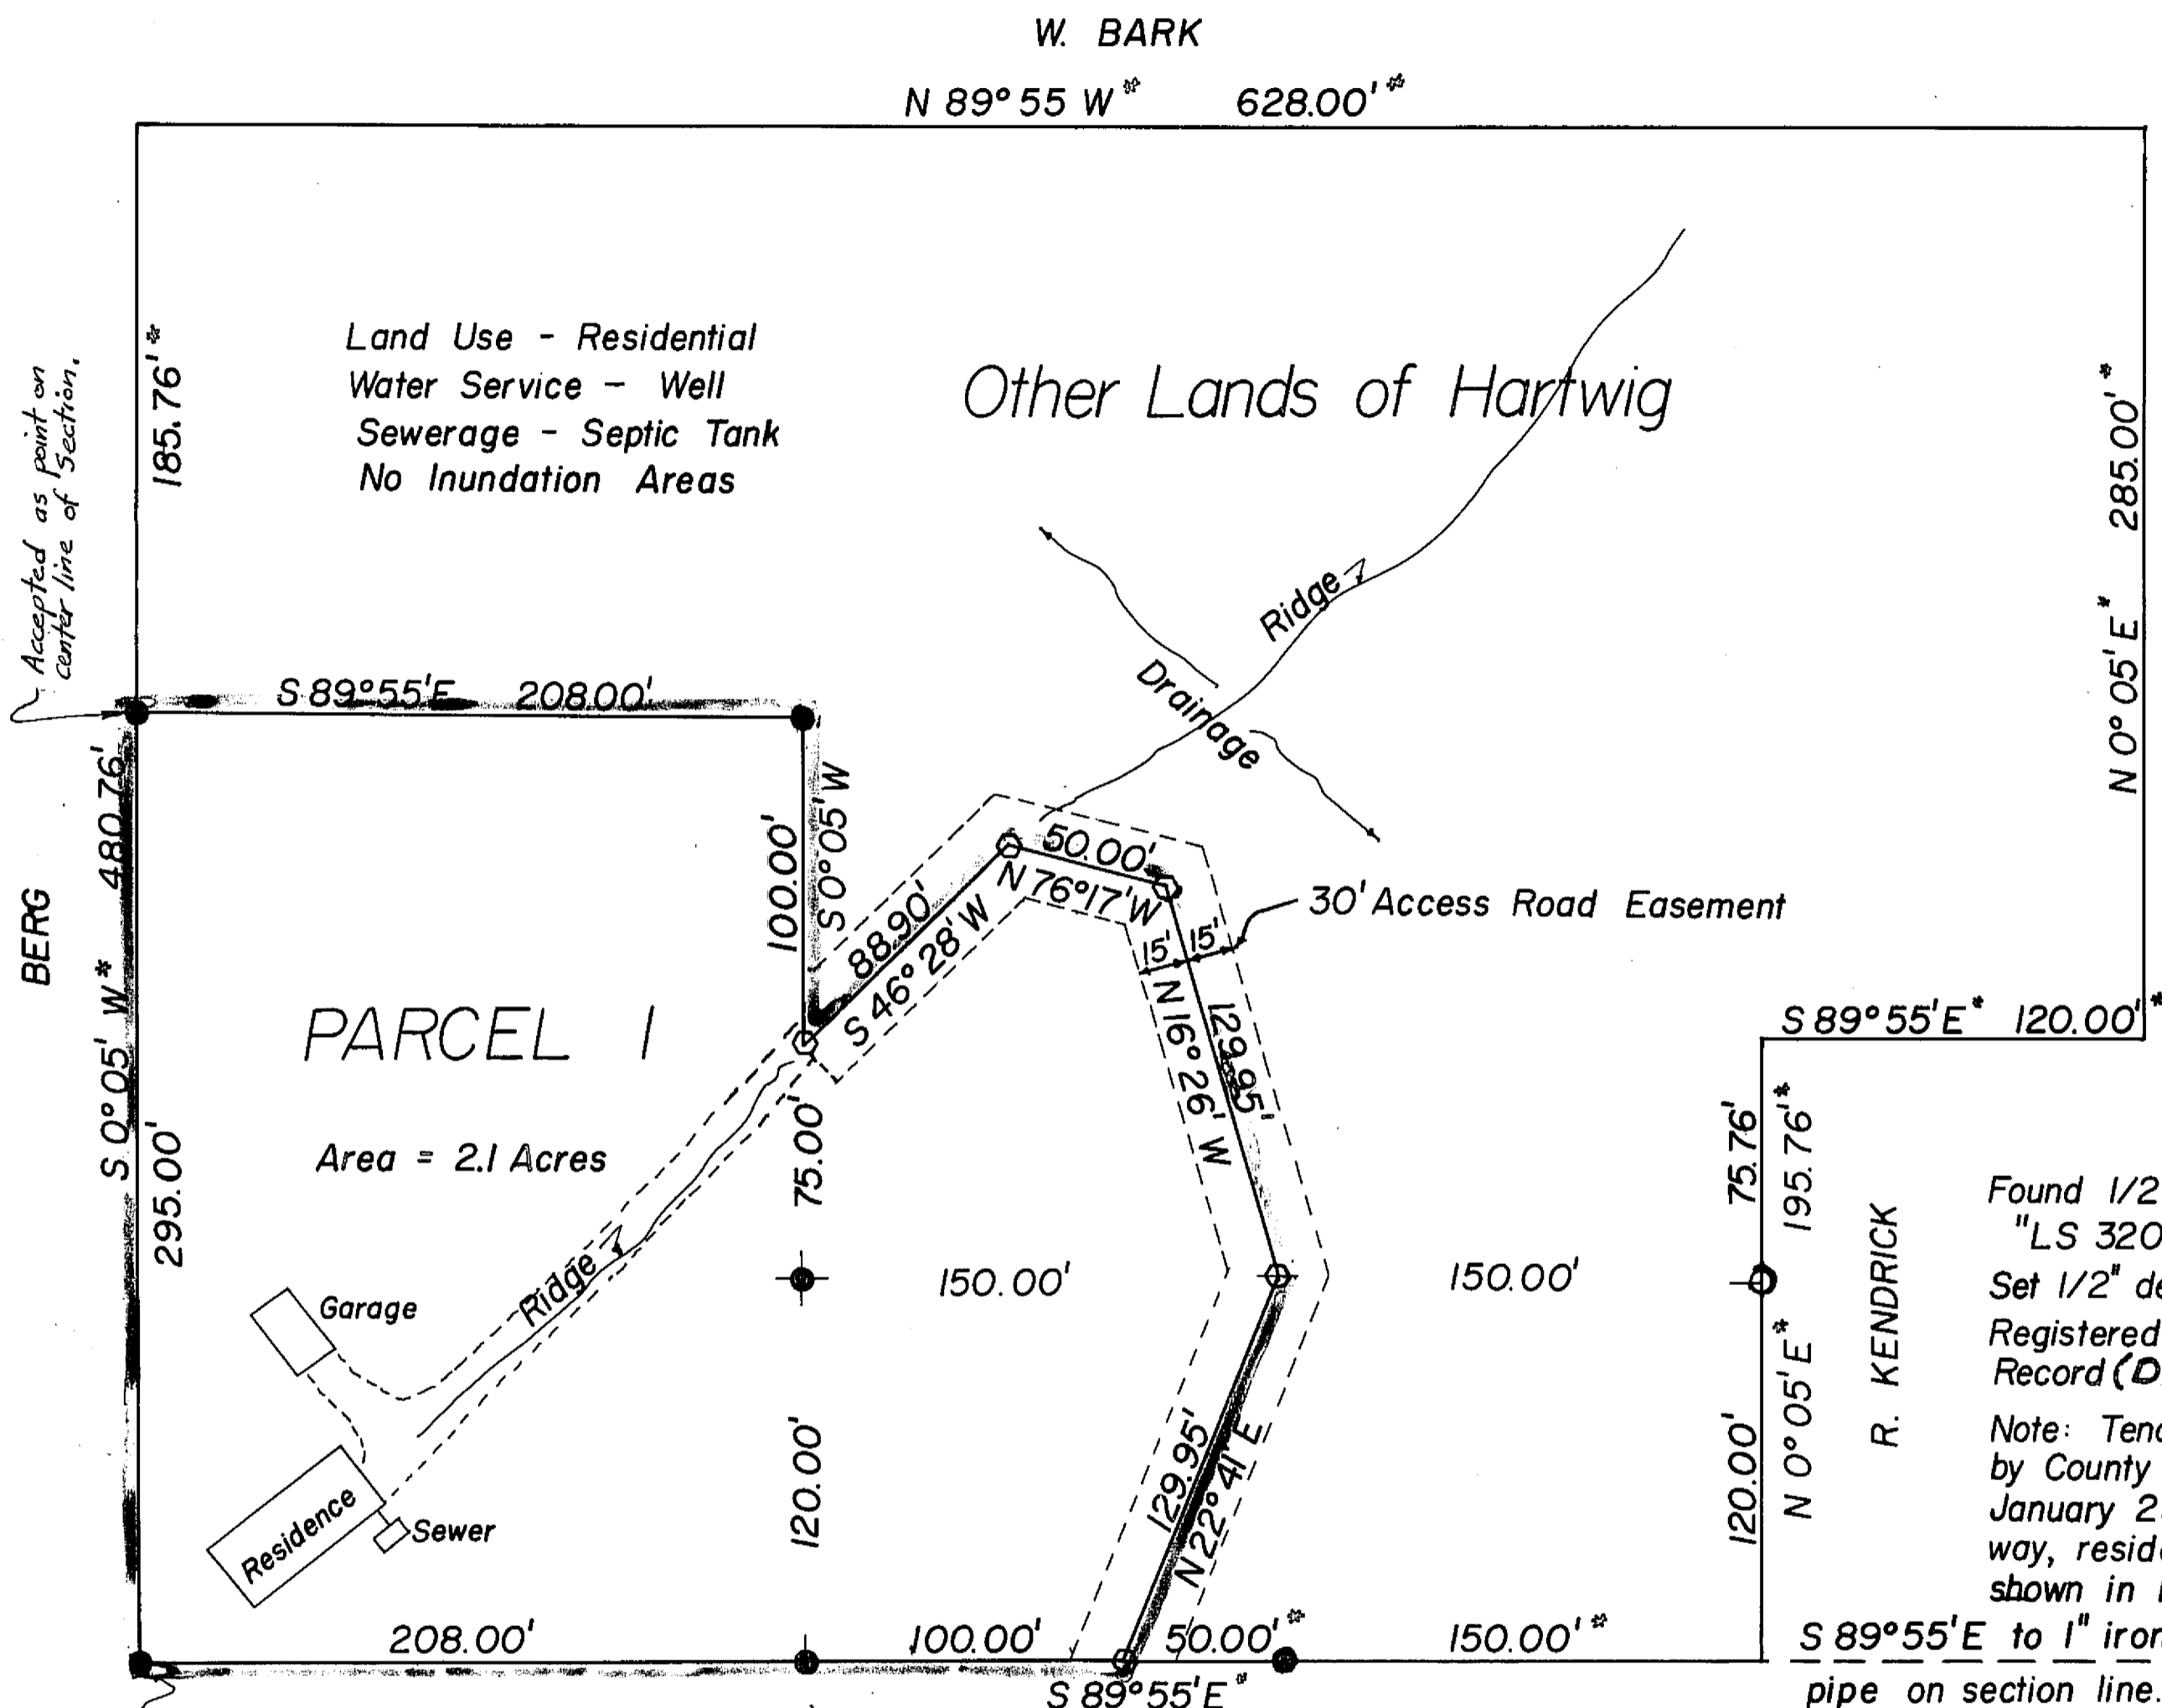 W. BARK
N 89° 55 W* 628.00'*
Accepted as point on
center line of Section.
185.76'*
Land Use - Residential
Water Service - Well
Sewerage - Septic Tank
No Inundation Areas
Other Lands of Hartwig
Ridge
Drainage
N 0° 05' E* 285.00'*
S 89° 55' E 208.00'
BERG
S 0° 05' W* 480.76'
295.00'
100.00'
S 0° 05' W
88.90'
S 46° 28' W
50.00'
N 76° 17' W
15' 15'
30' Access Road Easement
N 16° 26' W
129.95'
S 89° 55' E* 120.00'*
PARCEL 1
Area = 2.1 Acres
75.00'
Ridge
Garage
Residence
Sewer
120.00'
150.00'
150.00'
75.76'
195.76'*
120.00'
N 0° 05' E*
R. KENDRICK
129.95'
N 22° 41' E
208.00'
100.00'
50.00'*
150.00'*
S 89° 55' E*
Found 1/2
"LS 320
Set 1/2" de
Registered
Record (D
Note: Tend
by County
January 2
way, reside
shown in
S 89° 55' E to 1" iron
pipe on section line.